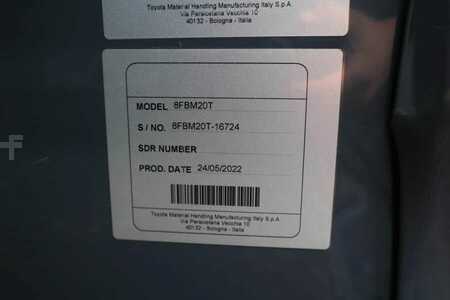 Toyota Material Handling Manufacturing Italy S.p.A
Via Persicetana Vecchia 10
40132 - Bologna - Italia
MODEL 8FBM20T
S / NO. 8FBM20T-16724
SDR NUMBER
PROD. DATE 24/05/2022
Toyota Material Handling Manufacturing Italy S.p.A
Via Persicetana Vecchia 10
40132 - Bologna - Italia